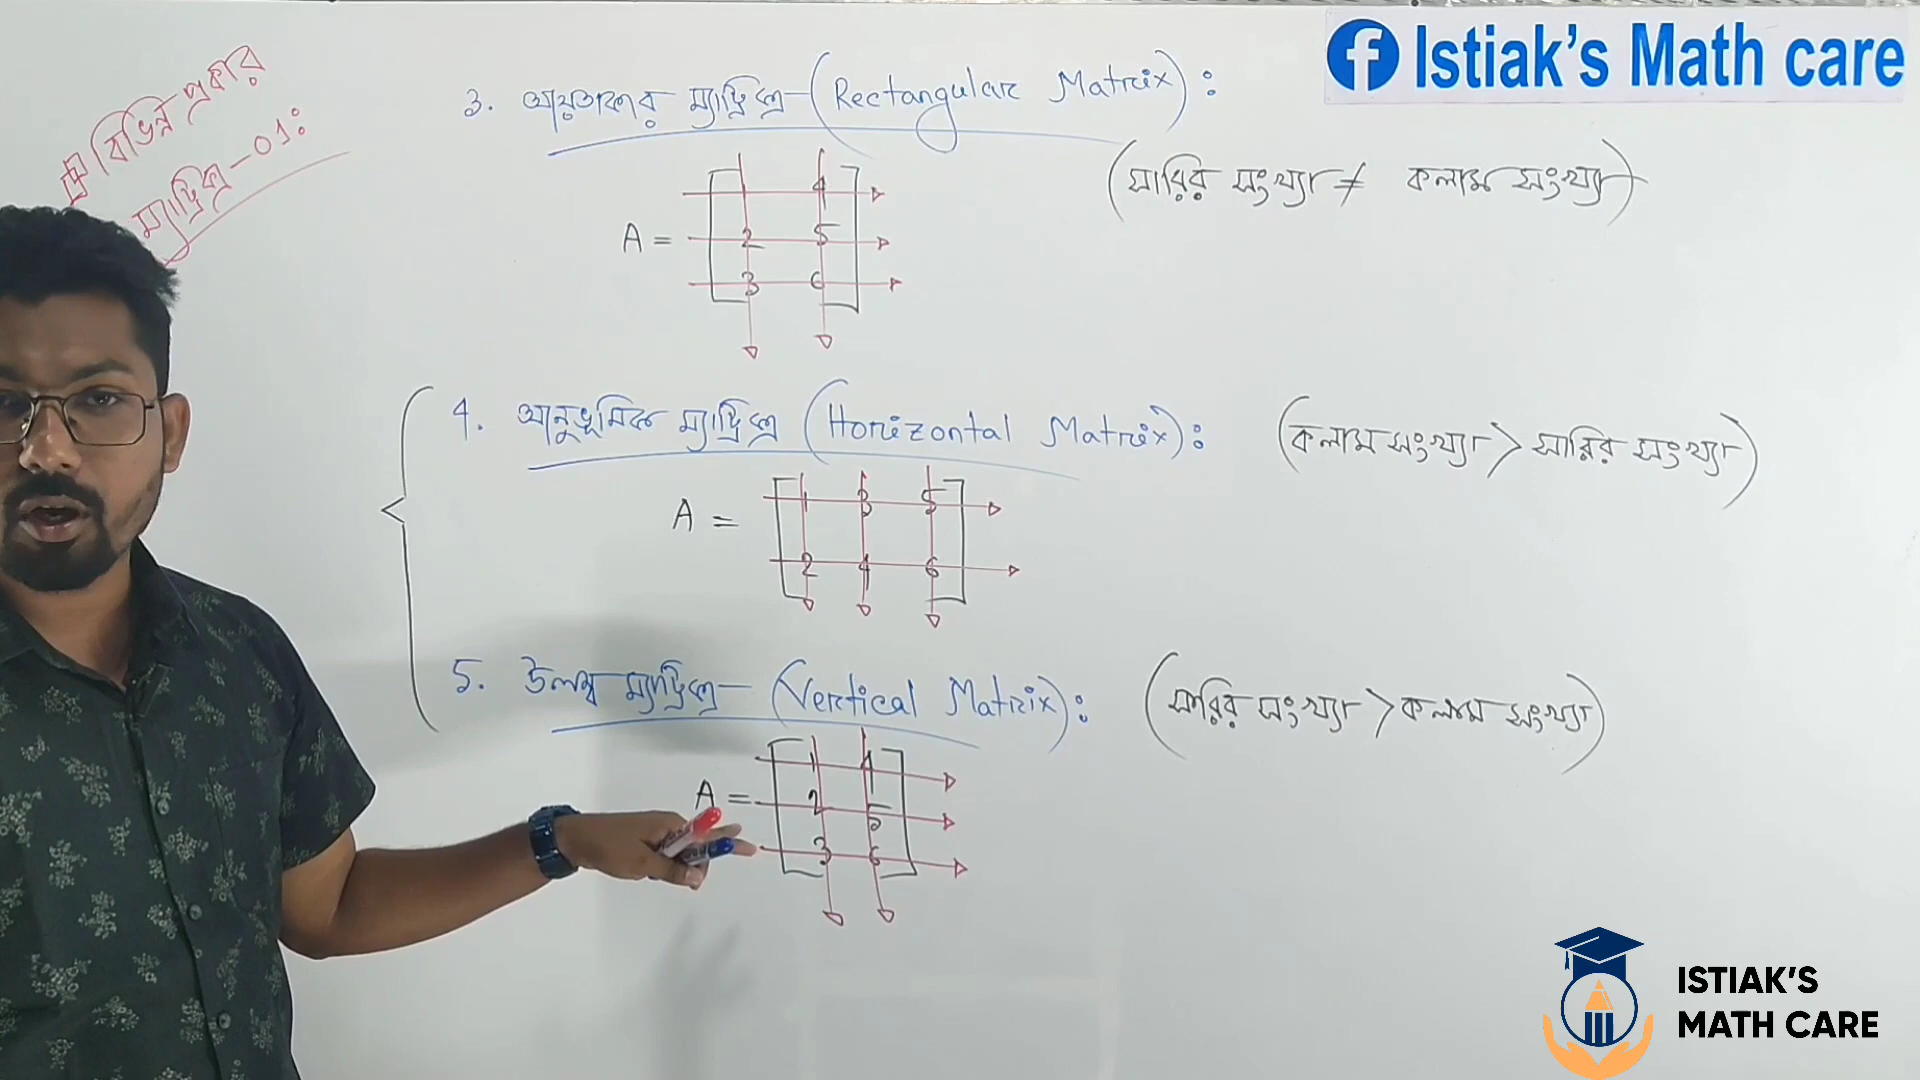 Istiak's Math care
বিভিন্ন প্রকার
ম্যাট্রিক্স-01:
3. আয়তাকার ম্যাট্রিক্স (Rectangular Matrix):
(সারির সংখ্যা ≠ কলাম সংখ্যা)
4
A = 2 5
3 6
4. আনুভূমিক ম্যাট্রিক্স (Horizontal Matrix): (কলাম সংখ্যা > সারির সংখ্যা)
A = 1 3 5
2 4 6
5. উলম্ব ম্যাট্রিক্স (Vertical Matrix): (সারির সংখ্যা > কলাম সংখ্যা)
1 4
A = 2 5
3 6
ISTIAK'S
MATH CARE